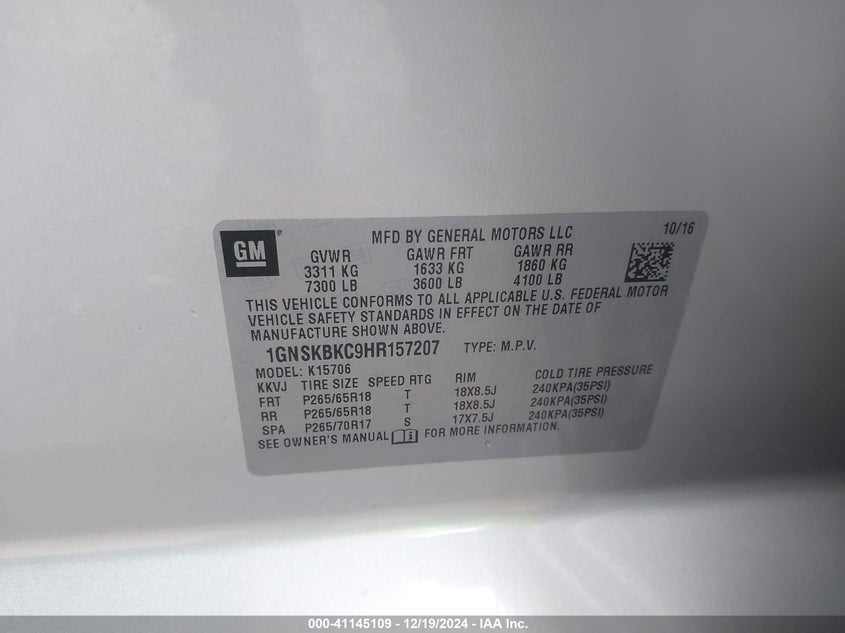 GM
MFD BY GENERAL MOTORS LLC 10/16
GVWR GAWR FRT GAWR RR
3311 KG 1633 KG 1860 KG
7300 LB 3600 LB 4100 LB
THIS VEHICLE CONFORMS TO ALL APPLICABLE U.S. FEDERAL MOTOR
VEHICLE SAFETY STANDARDS IN EFFECT ON THE DATE OF
MANUFACTURE SHOWN ABOVE.
1GNSKBKC9HR157207 TYPE: M.P.V.
MODEL: K15706
KKVJ TIRE SIZE SPEED RTG RIM COLD TIRE PRESSURE
FRT P265/65R18 T 18X8.5J 240KPA(35PSI)
RR P265/65R18 T 18X8.5J 240KPA(35PSI)
SPA P265/70R17 S 17X7.5J 240KPA(35PSI)
SEE OWNER'S MANUAL FOR MORE INFORMATION.
000-41145109 - 12/19/2024 - IAA Inc.